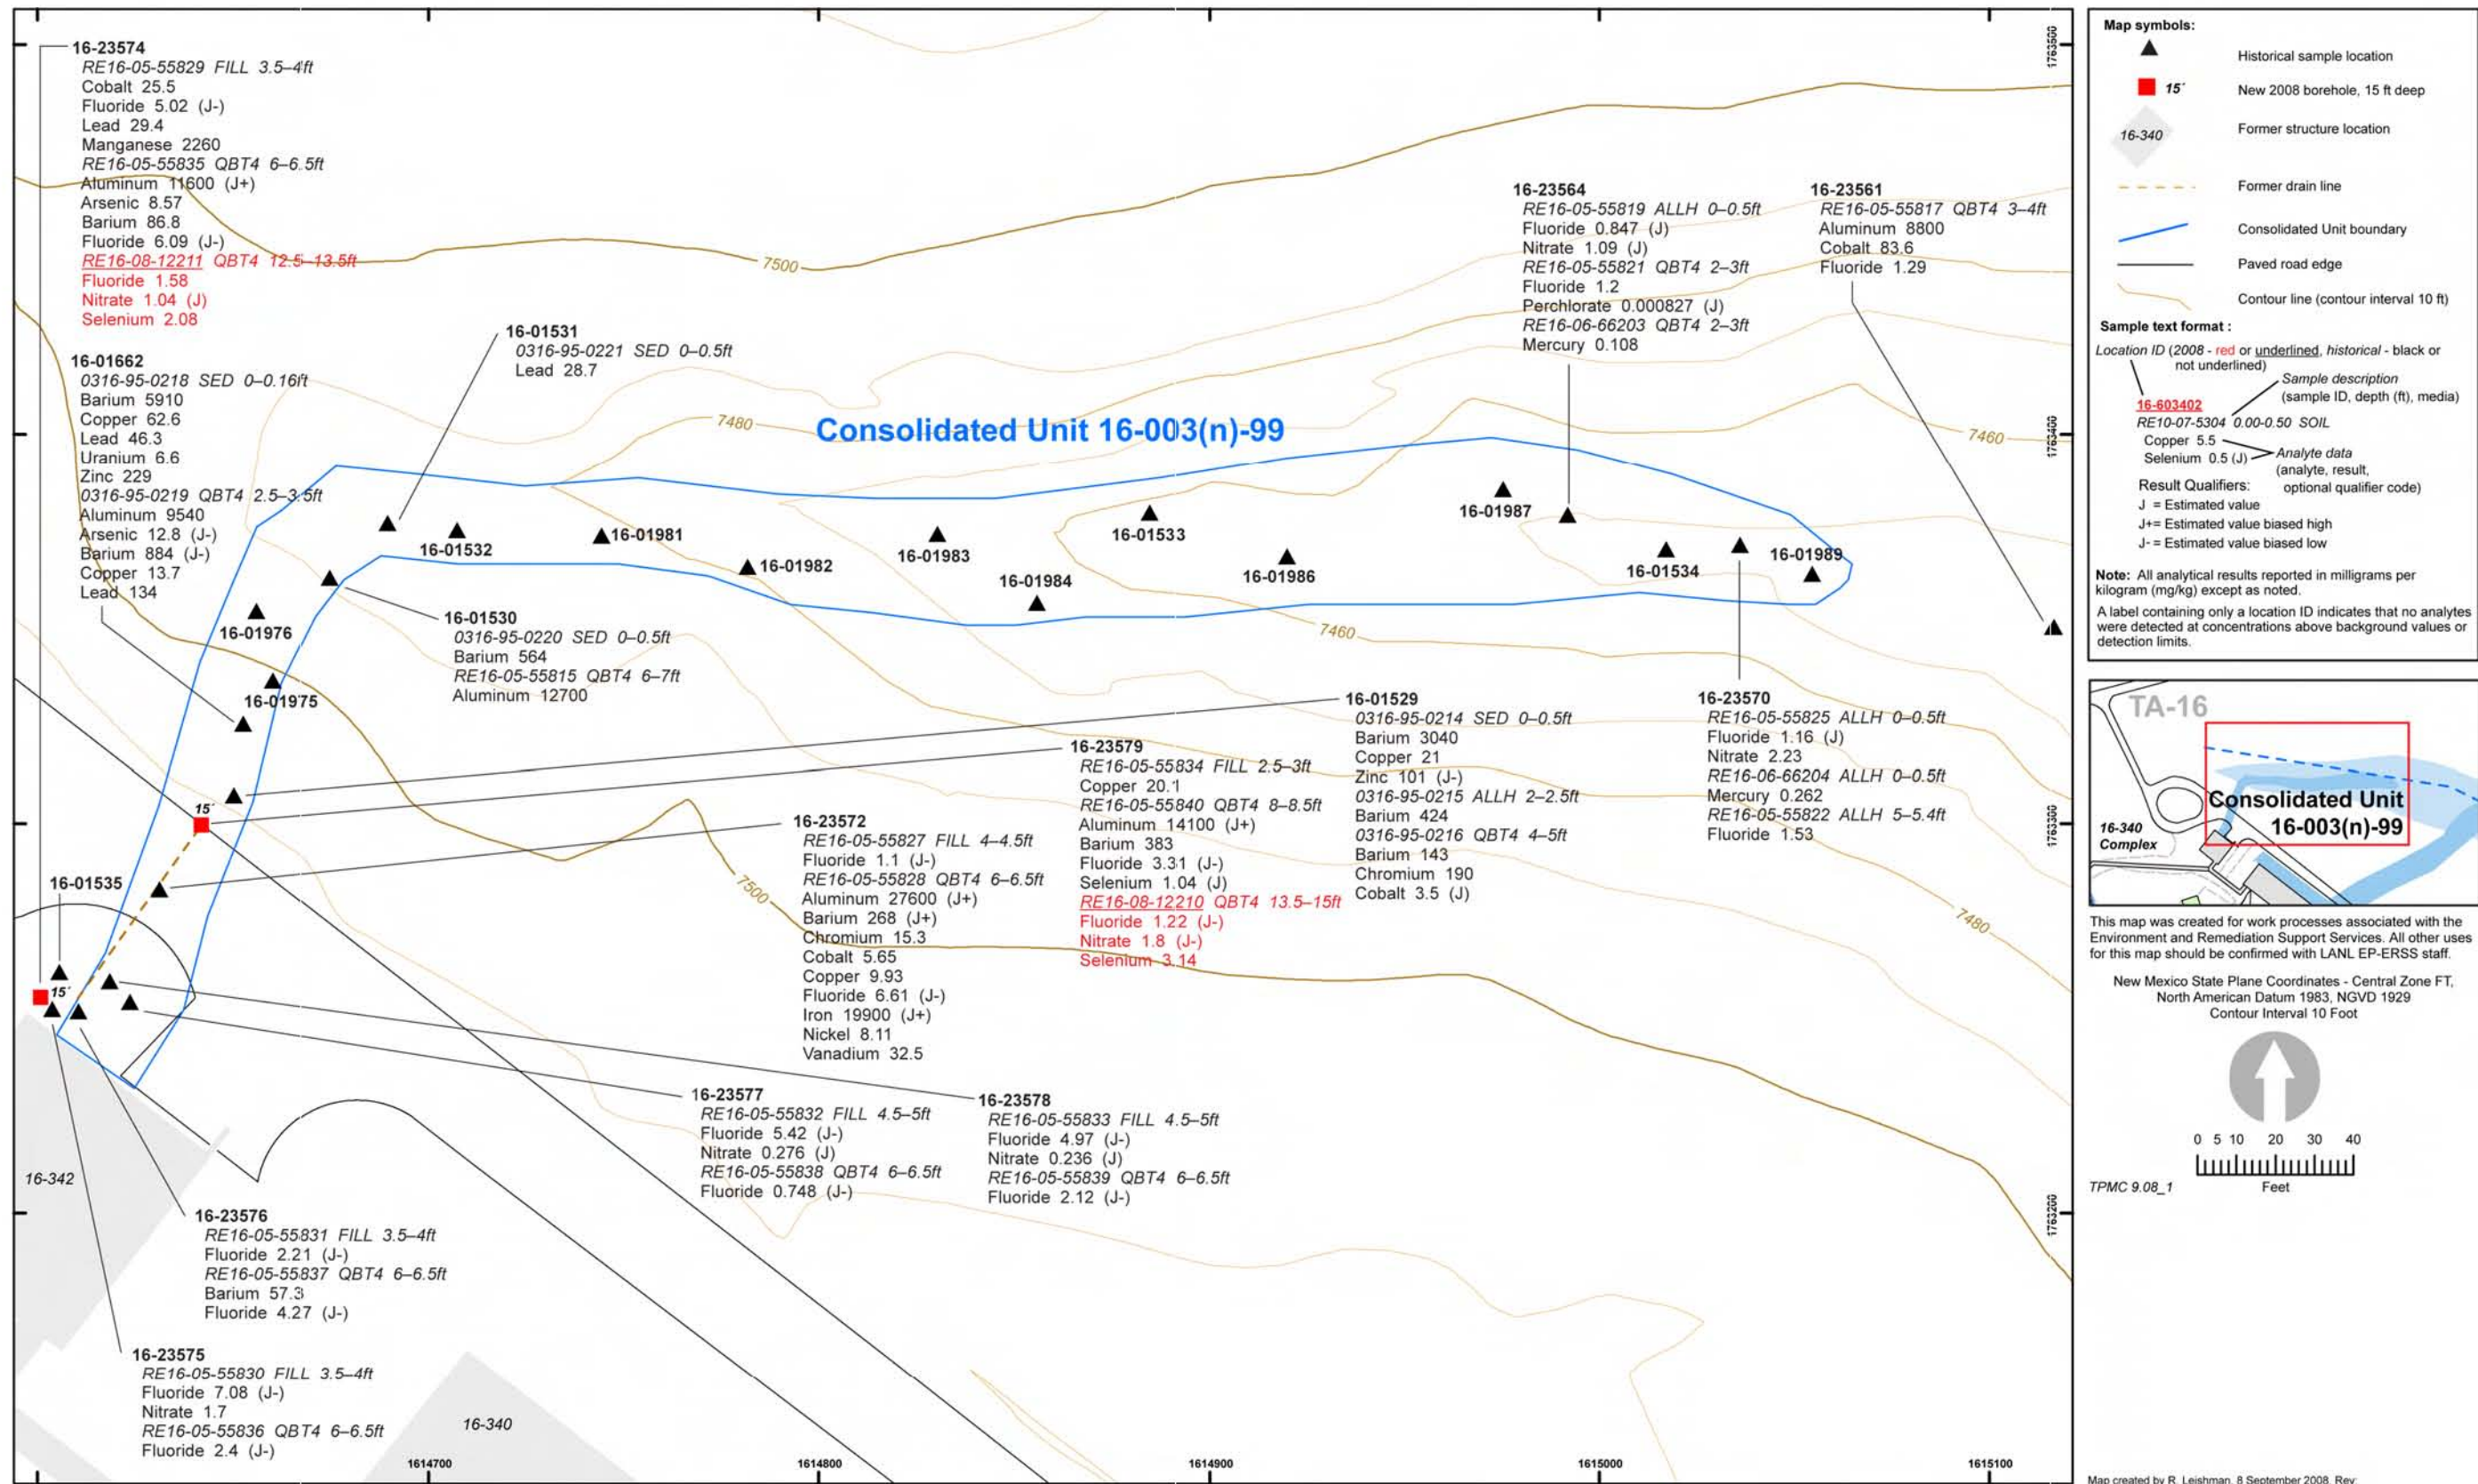 16-23574
RE16-05-55829 FILL 3.5–4ft
Cobalt 25.5
Fluoride 5.02 (J-)
Lead 29.4
Manganese 2260
RE16-05-55835 QBT4 6–6.5ft
Aluminum 11600 (J+)
Arsenic 8.57
Barium 86.8
Fluoride 6.09 (J-)
RE16-08-12211 QBT4 12.5–13.5ft
Fluoride 1.58
Nitrate 1.04 (J)
Selenium 2.08
16-01662
0316-95-0218 SED 0–0.16ft
Barium 5910
Copper 62.6
Lead 46.3
Uranium 6.6
Zinc 229
0316-95-0219 QBT4 2.5–3.5ft
Aluminum 9540
Arsenic 12.8 (J-)
Barium 884 (J-)
Copper 13.7
Lead 134
16-01531
0316-95-0221 SED 0–0.5ft
Lead 28.7
7500
7480
Consolidated Unit 16-003(n)-99
16-23564
RE16-05-55819 ALLH 0–0.5ft
Fluoride 0.847 (J)
Nitrate 1.09 (J)
RE16-05-55821 QBT4 2–3ft
Fluoride 1.2
Perchlorate 0.000827 (J)
RE16-06-66203 QBT4 2–3ft
Mercury 0.108
16-23561
RE16-05-55817 QBT4 3–4ft
Aluminum 8800
Cobalt 83.6
Fluoride 1.29
7460
16-01532
16-01981
16-01982
16-01983
16-01984
16-01533
16-01986
16-01987
16-01534
16-01989
16-01976
16-01975
16-01530
0316-95-0220 SED 0–0.5ft
Barium 564
RE16-05-55815 QBT4 6–7ft
Aluminum 12700
7460
16-01529
0316-95-0214 SED 0–0.5ft
Barium 3040
Copper 21
Zinc 101 (J-)
0316-95-0215 ALLH 2–2.5ft
Barium 424
0316-95-0216 QBT4 4–5ft
Barium 143
Chromium 190
Cobalt 3.5 (J)
16-23570
RE16-05-55825 ALLH 0–0.5ft
Fluoride 1.16 (J)
Nitrate 2.23
RE16-06-66204 ALLH 0–0.5ft
Mercury 0.262
RE16-05-55822 ALLH 5–5.4ft
Fluoride 1.53
16-23579
RE16-05-55834 FILL 2.5–3ft
Copper 20.1
RE16-05-55840 QBT4 8–8.5ft
Aluminum 14100 (J+)
Barium 383
Fluoride 3.31 (J-)
Selenium 1.04 (J)
RE16-08-12210 QBT4 13.5–15ft
Fluoride 1.22 (J-)
Nitrate 1.8 (J-)
Selenium 3.14
16-23572
RE16-05-55827 FILL 4–4.5ft
Fluoride 1.1 (J-)
RE16-05-55828 QBT4 6–6.5ft
Aluminum 27600 (J+)
Barium 268 (J+)
Chromium 15.3
Cobalt 5.65
Copper 9.93
Fluoride 6.61 (J-)
Iron 19900 (J+)
Nickel 8.11
Vanadium 32.5
7500
7480
15´
16-01535
15´
16-23577
RE16-05-55832 FILL 4.5–5ft
Fluoride 5.42 (J-)
Nitrate 0.276 (J)
RE16-05-55838 QBT4 6–6.5ft
Fluoride 0.748 (J-)
16-23578
RE16-05-55833 FILL 4.5–5ft
Fluoride 4.97 (J-)
Nitrate 0.236 (J)
RE16-05-55839 QBT4 6–6.5ft
Fluoride 2.12 (J-)
16-342
16-23576
RE16-05-55831 FILL 3.5–4ft
Fluoride 2.21 (J-)
RE16-05-55837 QBT4 6–6.5ft
Barium 57.3
Fluoride 4.27 (J-)
16-23575
RE16-05-55830 FILL 3.5–4ft
Fluoride 7.08 (J-)
Nitrate 1.7
RE16-05-55836 QBT4 6–6.5ft
Fluoride 2.4 (J-)
16-340
1614700
1614800
1614900
1615000
1615100
1763500
1763400
1763300
1763200
Map symbols:
Historical sample location
15´ New 2008 borehole, 15 ft deep
16-340 Former structure location
Former drain line
Consolidated Unit boundary
Paved road edge
Contour line (contour interval 10 ft)
Sample text format :
Location ID (2008 - red or underlined, historical - black or
not underlined)
Sample description
(sample ID, depth (ft), media)
16-603402
RE10-07-5304 0.00-0.50 SOIL
Copper 5.5
Selenium 0.5 (J)
Analyte data
(analyte, result,
optional qualifier code)
Result Qualifiers:
J = Estimated value
J+= Estimated value biased high
J- = Estimated value biased low
Note: All analytical results reported in milligrams per
kilogram (mg/kg) except as noted.
A label containing only a location ID indicates that no analytes
were detected at concentrations above background values or
detection limits.
TA-16
Consolidated Unit
16-003(n)-99
16-340
Complex
This map was created for work processes associated with the
Environment and Remediation Support Services. All other uses
for this map should be confirmed with LANL EP-ERSS staff.
New Mexico State Plane Coordinates - Central Zone FT,
North American Datum 1983, NGVD 1929
Contour Interval 10 Foot
0 5 10 20 30 40
Feet
TPMC 9.08_1
Map created by R. Leishman, 8 September 2008, Rev: